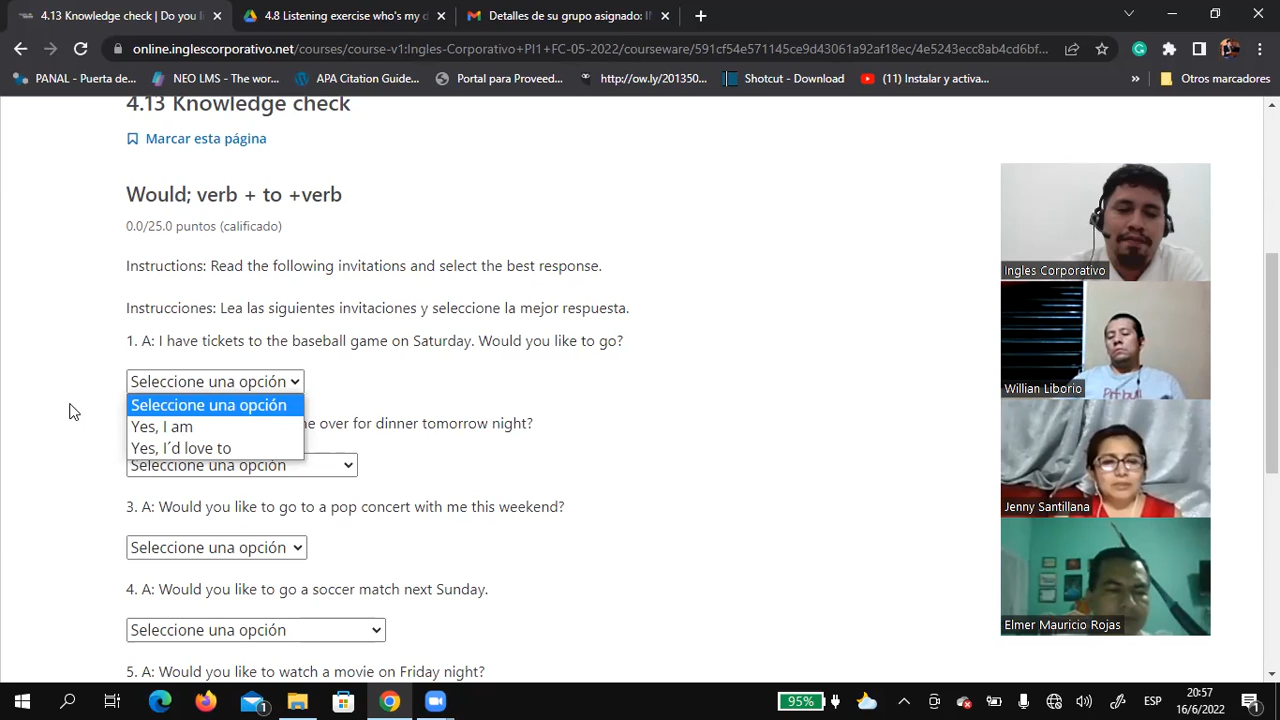 4.13 Knowledge check | Do you l
4.8 Listening exercise who's my d
Detalles de su grupo asignado: I
online.inglescorporativo.net/courses/course-v1:Ingles-Corporativo+PI1+FC-05-2022/courseware/591cf54e571145ce9d43061a92af18ec/4e5243ecc8ab4cd6bf...
PANAL - Puerta de...
NEO LMS - The wor...
APA Citation Guide...
Portal para Proveed...
http://ow.ly/201350...
Shotcut - Download
(11) Instalar y activa...
»
Otros marcadores
4.13 Knowledge check
Marcar esta página
Would; verb + to +verb
0.0/25.0 puntos (calificado)
Instructions: Read the following invitations and select the best response.
Instrucciones: Lea las siguientes invitaciones y seleccione la mejor respuesta.
1. A: I have tickets to the baseball game on Saturday. Would you like to go?
Seleccione una opción
Seleccione una opción
Yes, I am
me over for dinner tomorrow night?
Yes, I´d love to
Seleccione una opción
3. A: Would you like to go to a pop concert with me this weekend?
Seleccione una opción
4. A: Would you like to go a soccer match next Sunday.
Seleccione una opción
5. A: Would you like to watch a movie on Friday night?
Ingles Corporativo
Willian Liborio
Jenny Santillana
Elmer Mauricio Rojas
1
95%
ESP
20:57
16/6/2022
1